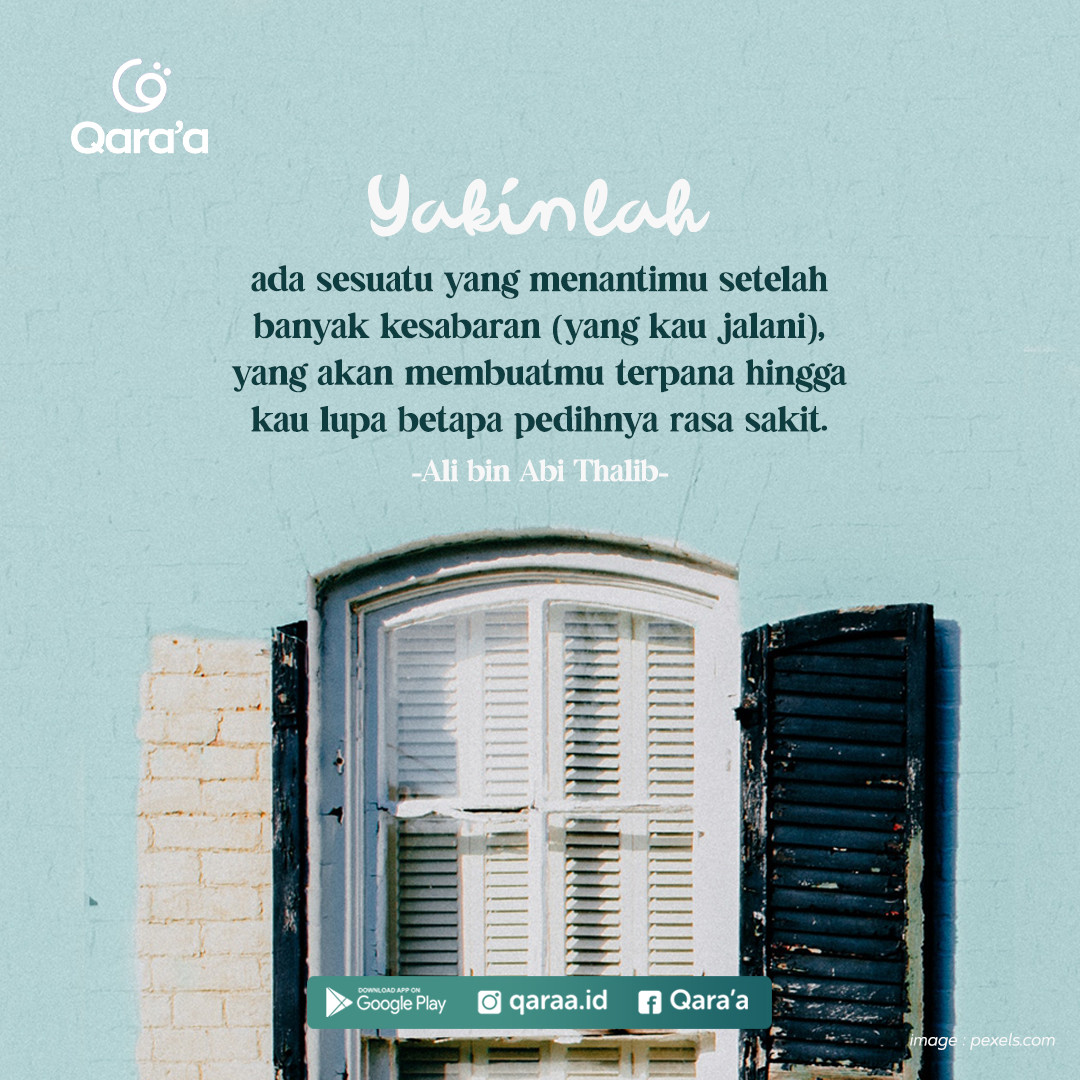 Qara'a
Yakinlah
ada sesuatu yang menantimu setelah
banyak kesabaran (yang kau jalani),
yang akan membuatmu terpana hingga
kau lupa betapa pedihnya rasa sakit.
-Ali bin Abi Thalib-
DOWNLOAD APP ON
Google Play
qaraa.id
Qara'a
image : pexels.com